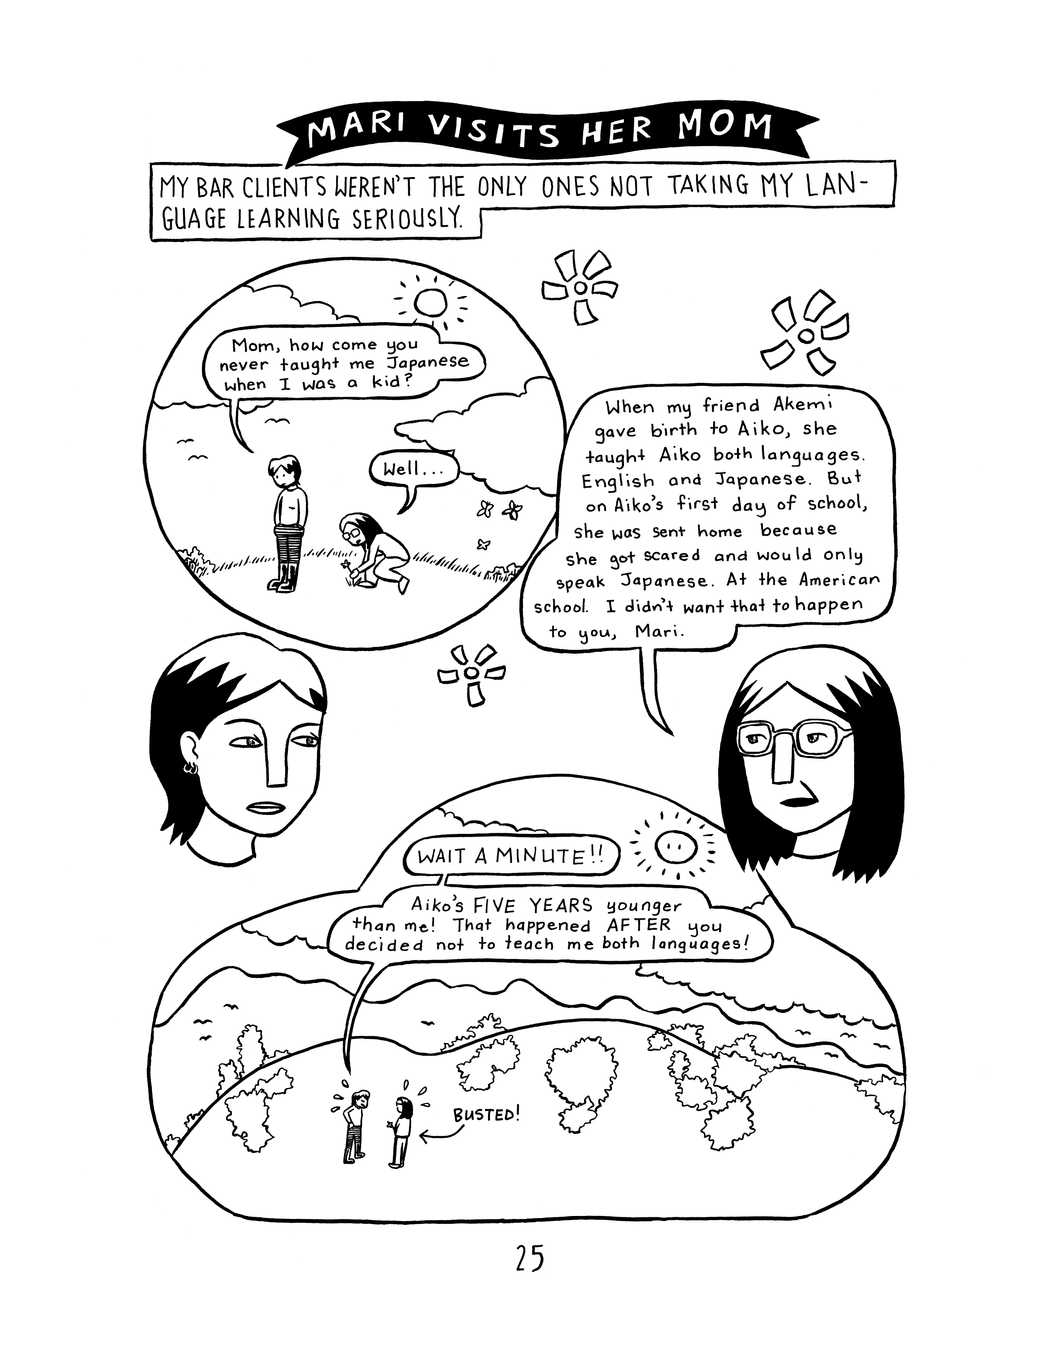 MARI VISITS HER MOM
MY BAR CLIENTS WEREN'T THE ONLY ONES NOT TAKING MY LAN-
GUAGE LEARNING SERIOUSLY.
Mom, how come you
never taught me Japanese
when I was a kid?
Well...
When my friend Akemi
gave birth to Aiko, she
taught Aiko both languages.
English and Japanese. But
on Aiko's first day of school,
she was sent home because
she got scared and would only
speak Japanese. At the American
school. I didn't want that to happen
to you, Mari.
WAIT A MINUTE!!
Aiko's FIVE YEARS younger
than me! That happened AFTER you
decided not to teach me both languages!
BUSTED!
25